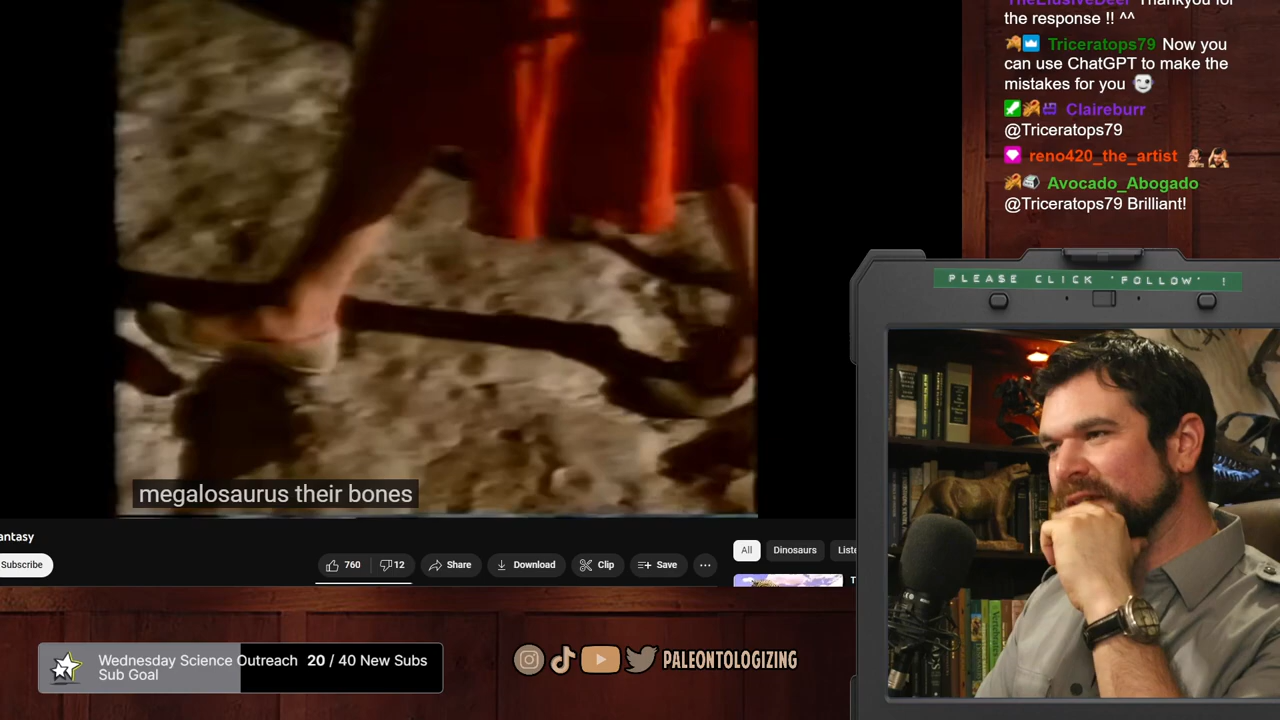 Thankyou for
the response !! ^^
Triceratops79 Now you
can use ChatGPT to make the
mistakes for you
Claireburr
@Triceratops79
reno420_the_artist
Avocado_Abogado
@Triceratops79 Brilliant!
PLEASE CLICK 'FOLLOW' !
megalosaurus their bones
antasy
Subscribe
760
12
Share
Download
Clip
Save
All
Dinosaurs
Liste
Wednesday Science Outreach 20 / 40 New Subs
Sub Goal
PALEONTOLOGIZING